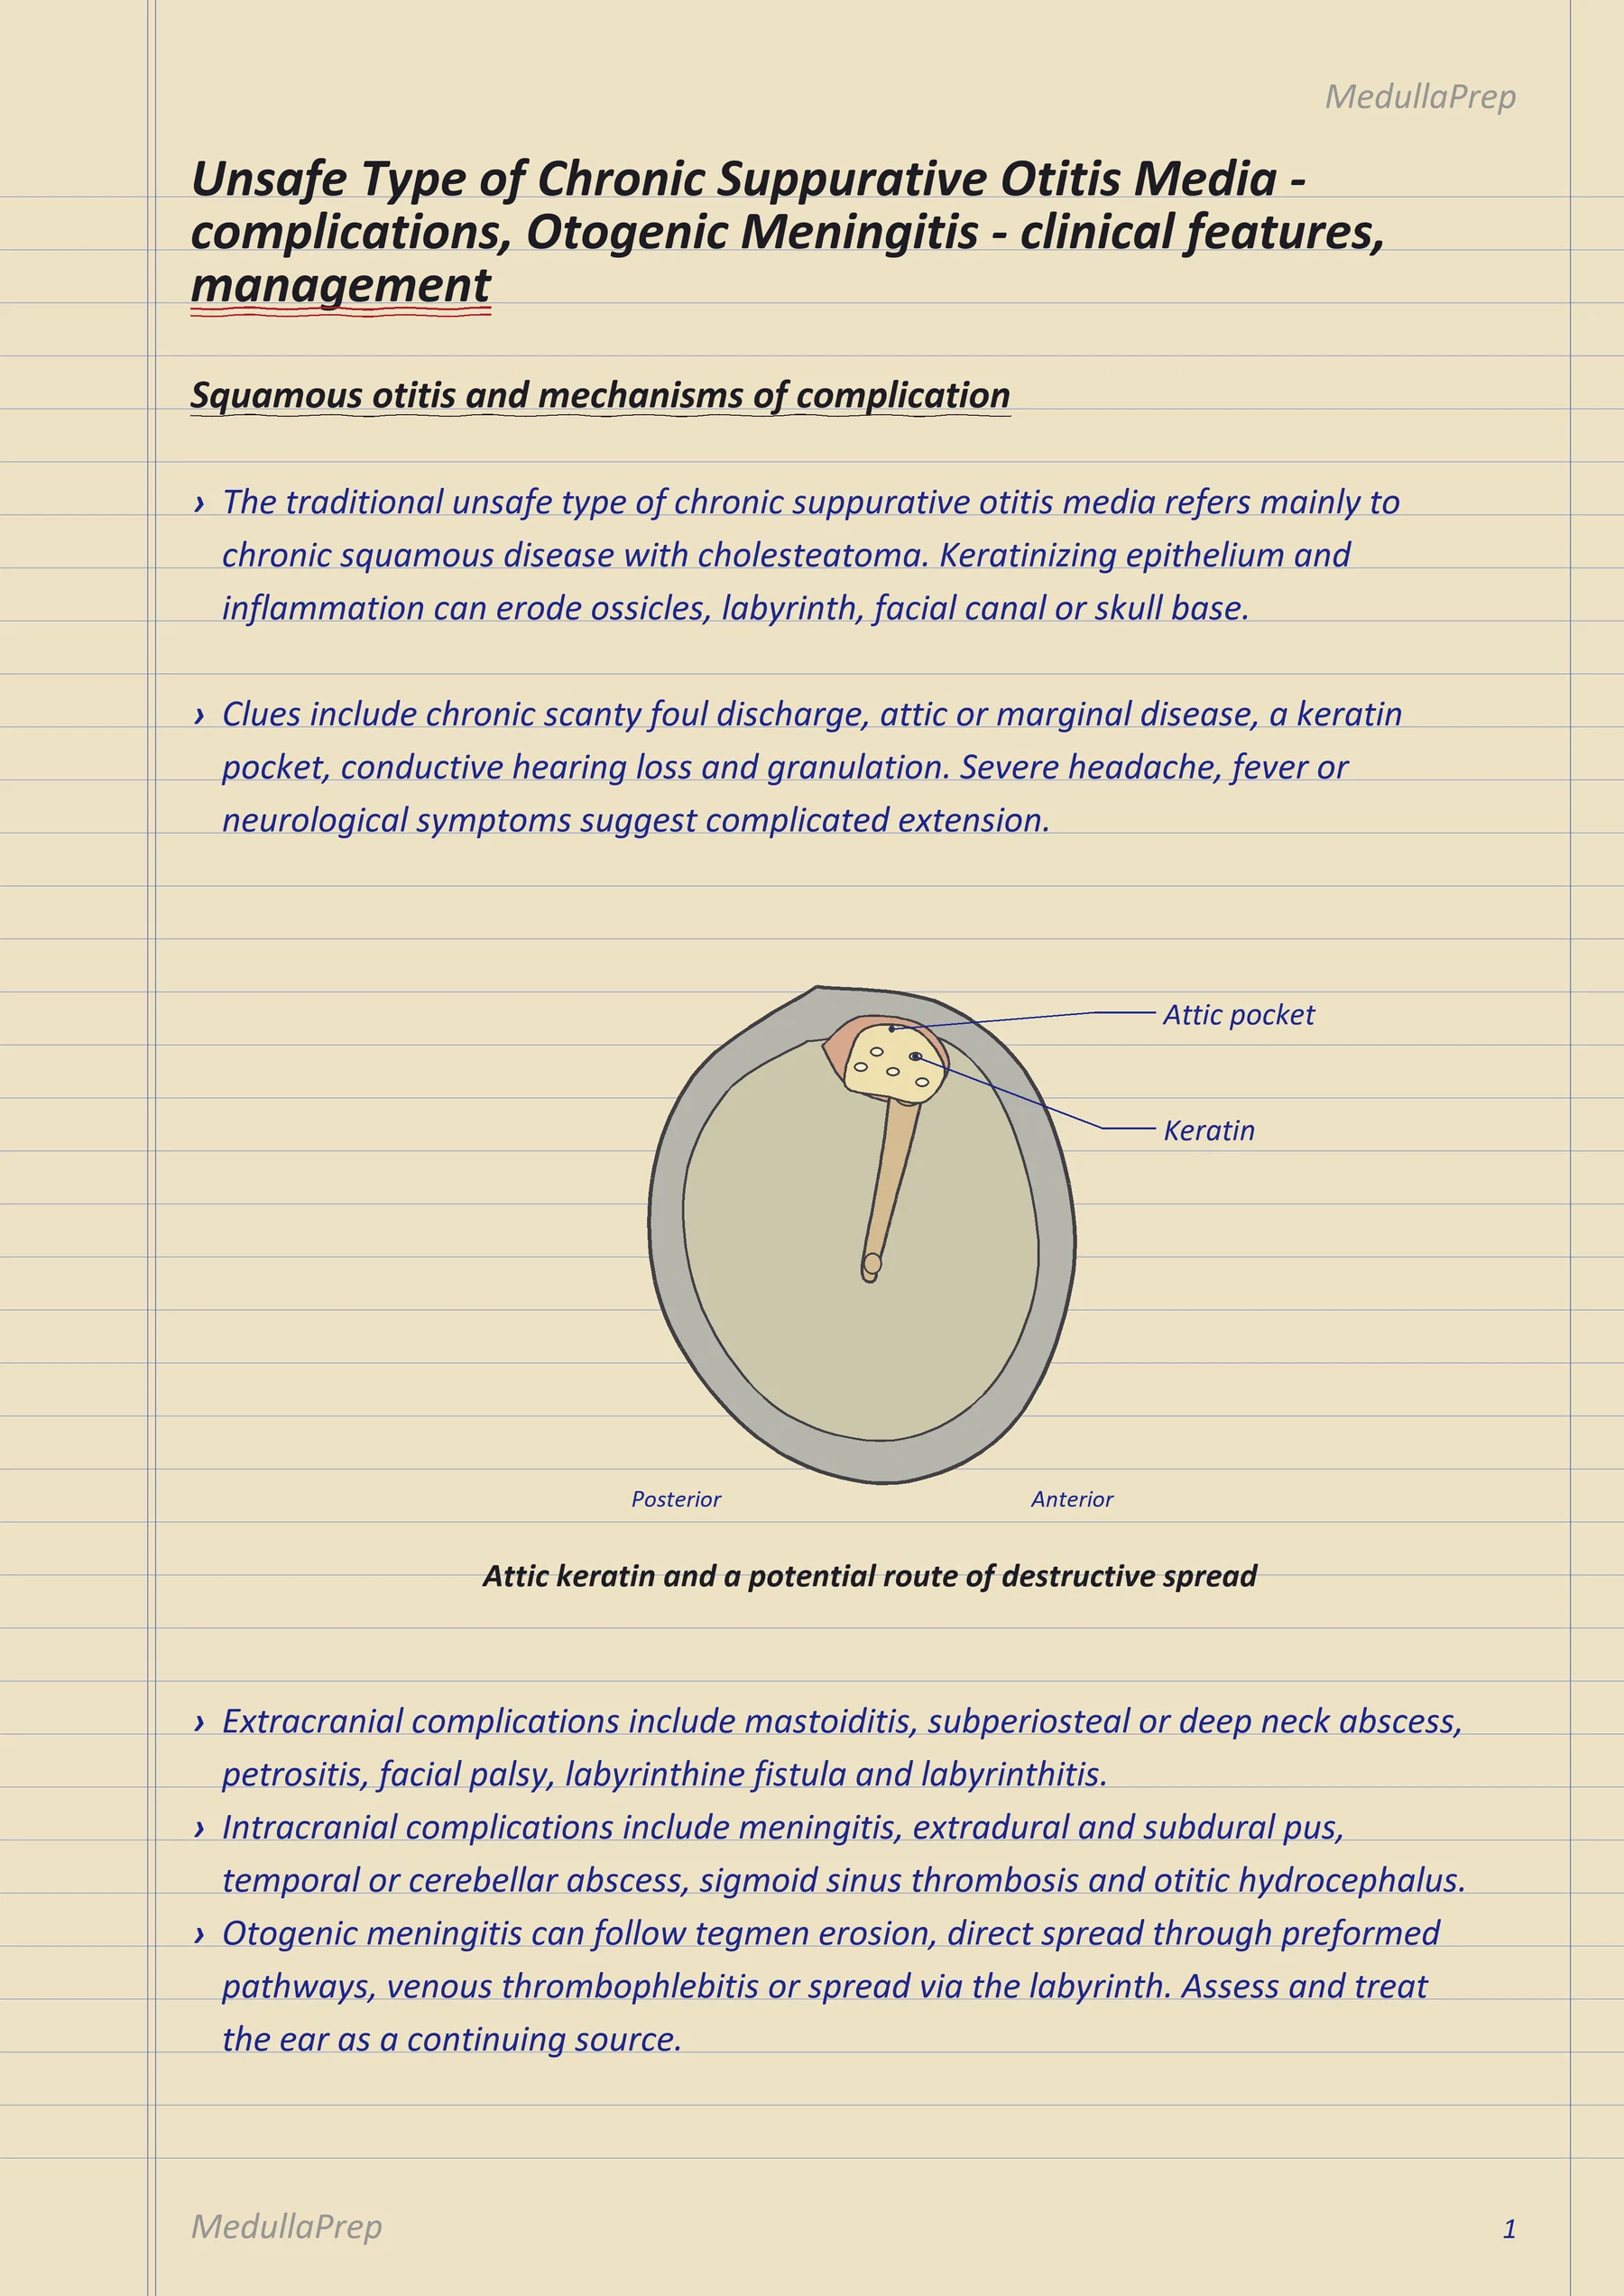 MedullaPrep
Unsafe Type of Chronic Suppurative Otitis Media -
complications, Otogenic Meningitis - clinical features,
management
Squamous otitis and mechanisms of complication
› The traditional unsafe type of chronic suppurative otitis media refers mainly to
chronic squamous disease with cholesteatoma. Keratinizing epithelium and
inflammation can erode ossicles, labyrinth, facial canal or skull base.
› Clues include chronic scanty foul discharge, attic or marginal disease, a keratin
pocket, conductive hearing loss and granulation. Severe headache, fever or
neurological symptoms suggest complicated extension.
Attic pocket
Keratin
Posterior
Anterior
Attic keratin and a potential route of destructive spread
› Extracranial complications include mastoiditis, subperiosteal or deep neck abscess,
petrositis, facial palsy, labyrinthine fistula and labyrinthitis.
› Intracranial complications include meningitis, extradural and subdural pus,
temporal or cerebellar abscess, sigmoid sinus thrombosis and otitic hydrocephalus.
› Otogenic meningitis can follow tegmen erosion, direct spread through preformed
pathways, venous thrombophlebitis or spread via the labyrinth. Assess and treat
the ear as a continuing source.
MedullaPrep
1